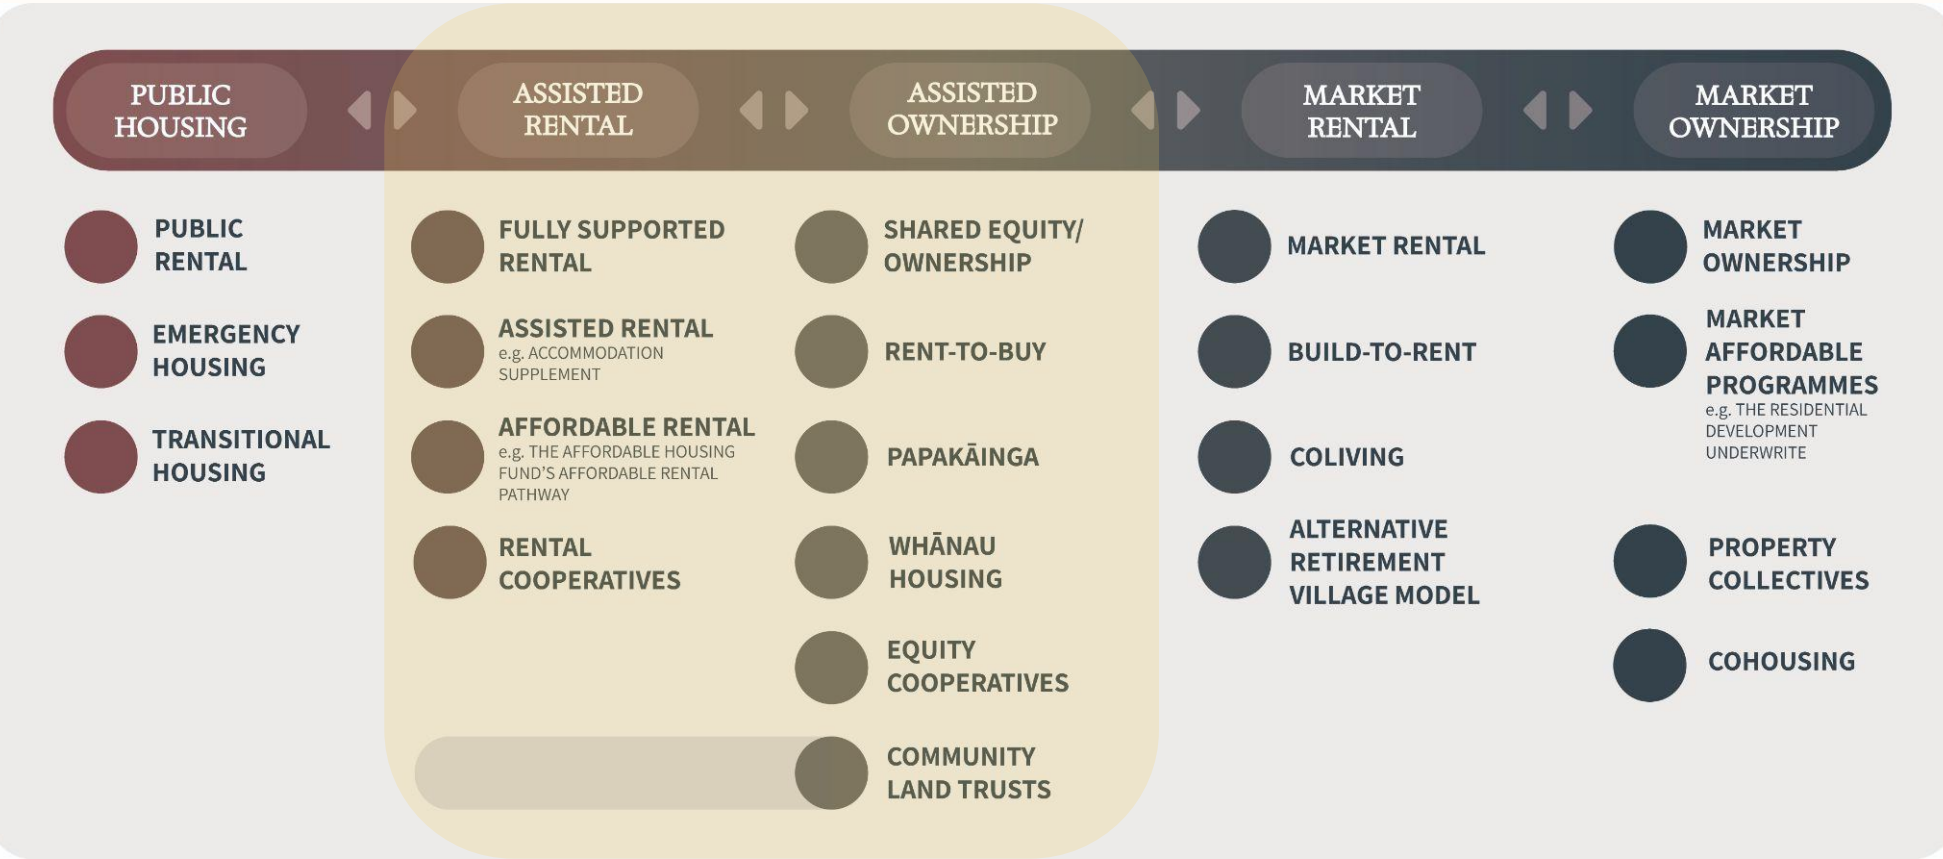 PUBLIC
HOUSING
ASSISTED
RENTAL
ASSISTED
OWNERSHIP
MARKET
RENTAL
MARKET
OWNERSHIP
PUBLIC
RENTAL
EMERGENCY
HOUSING
TRANSITIONAL
HOUSING
FULLY SUPPORTED
RENTAL
ASSISTED RENTAL
e.g. ACCOMMODATION
SUPPLEMENT
AFFORDABLE RENTAL
e.g. THE AFFORDABLE HOUSING
FUND'S AFFORDABLE RENTAL
PATHWAY
RENTAL
COOPERATIVES
SHARED EQUITY/
OWNERSHIP
RENT-TO-BUY
PAPAKĀINGA
WHĀNAU
HOUSING
EQUITY
COOPERATIVES
COMMUNITY
LAND TRUSTS
MARKET RENTAL
BUILD-TO-RENT
COLIVING
ALTERNATIVE
RETIREMENT
VILLAGE MODEL
MARKET
OWNERSHIP
MARKET
AFFORDABLE
PROGRAMMES
e.g. THE RESIDENTIAL
DEVELOPMENT
UNDERWRITE
PROPERTY
COLLECTIVES
COHOUSING